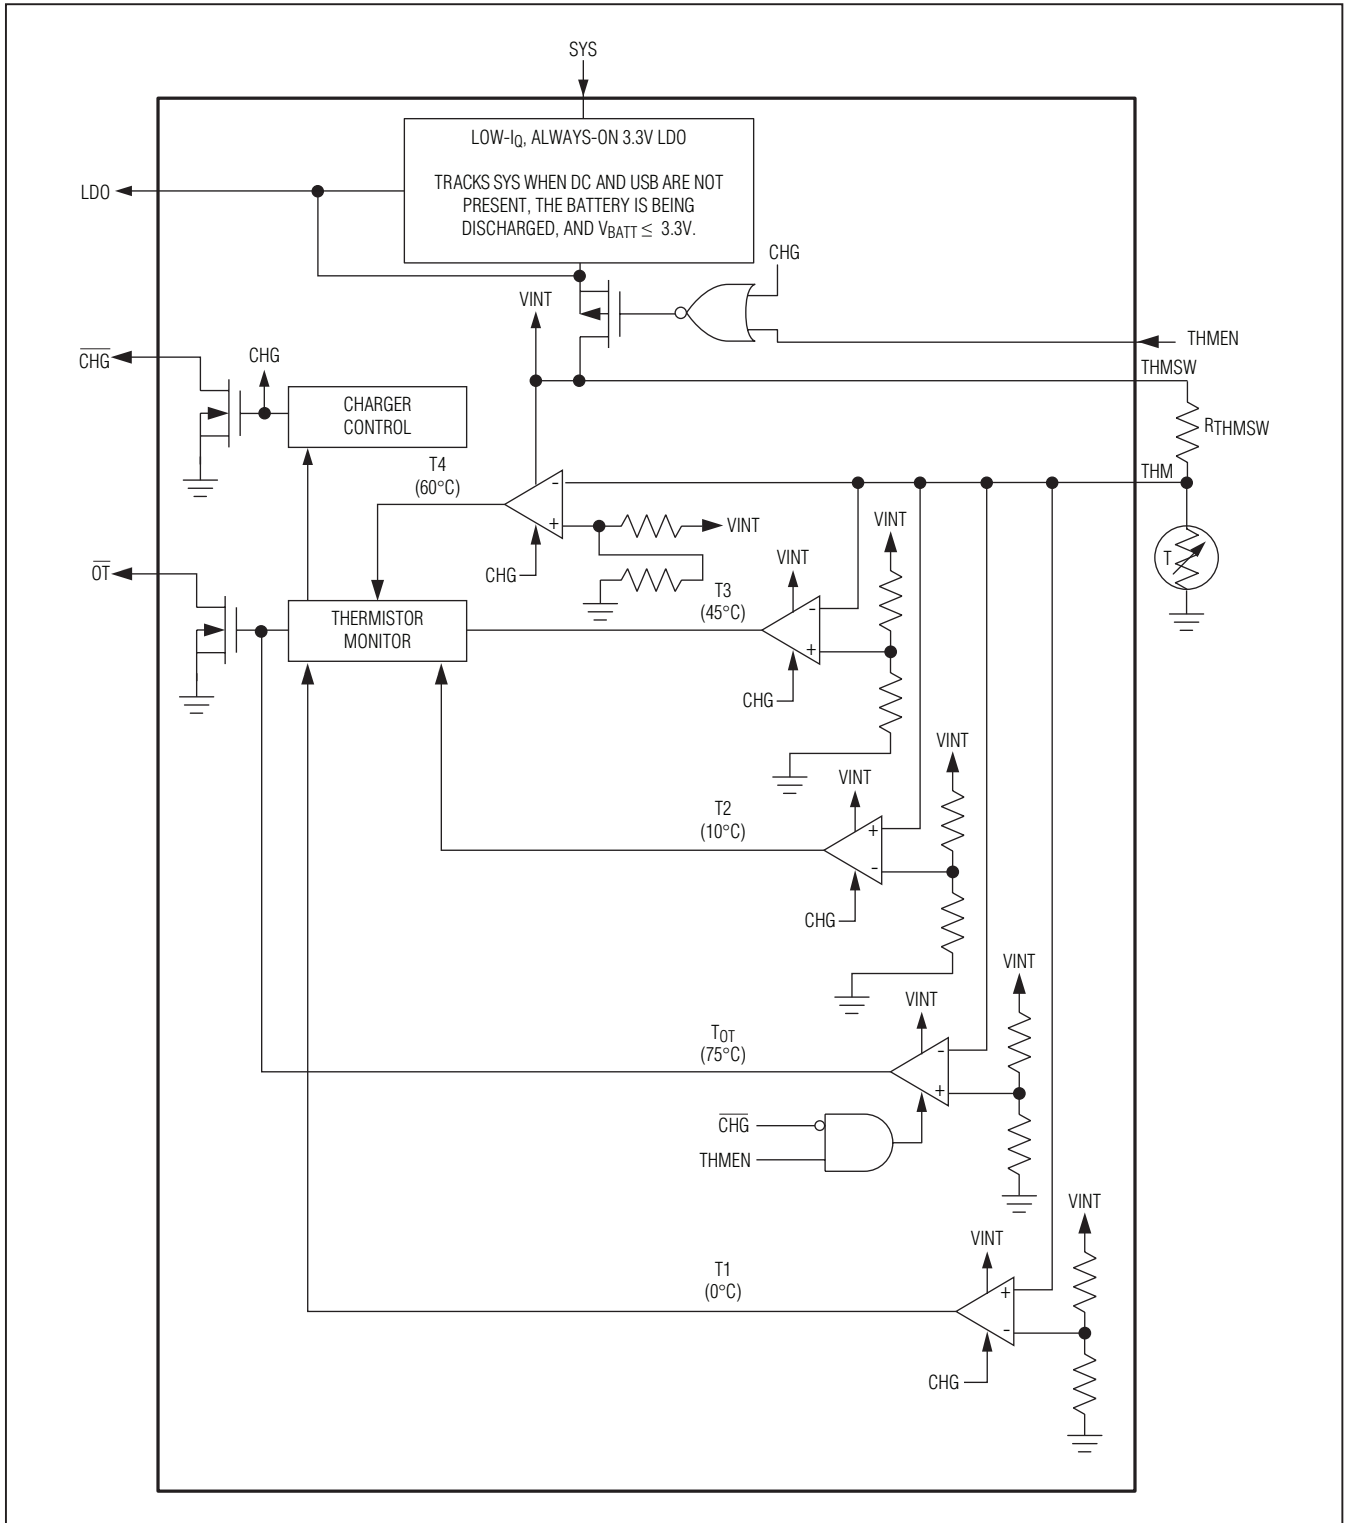 SYS
LOW-IQ, ALWAYS-ON 3.3V LDO
TRACKS SYS WHEN DC AND USB ARE NOT
PRESENT, THE BATTERY IS BEING
DISCHARGED, AND VBATT ≤ 3.3V.
LDO
CHG
VINT
THMEN
THMSW
CHG
CHG
CHARGER
CONTROL
RTHMSW
T4
(60°C)
THM
-
+
VINT
VINT
CHG
VINT
T
OT
T3
(45°C)
THERMISTOR
MONITOR
-
+
CHG
VINT
VINT
T2
(10°C)
+
-
CHG
VINT
VINT
TOT
(75°C)
-
+
CHG
THMEN
VINT
VINT
T1
(0°C)
+
-
CHG